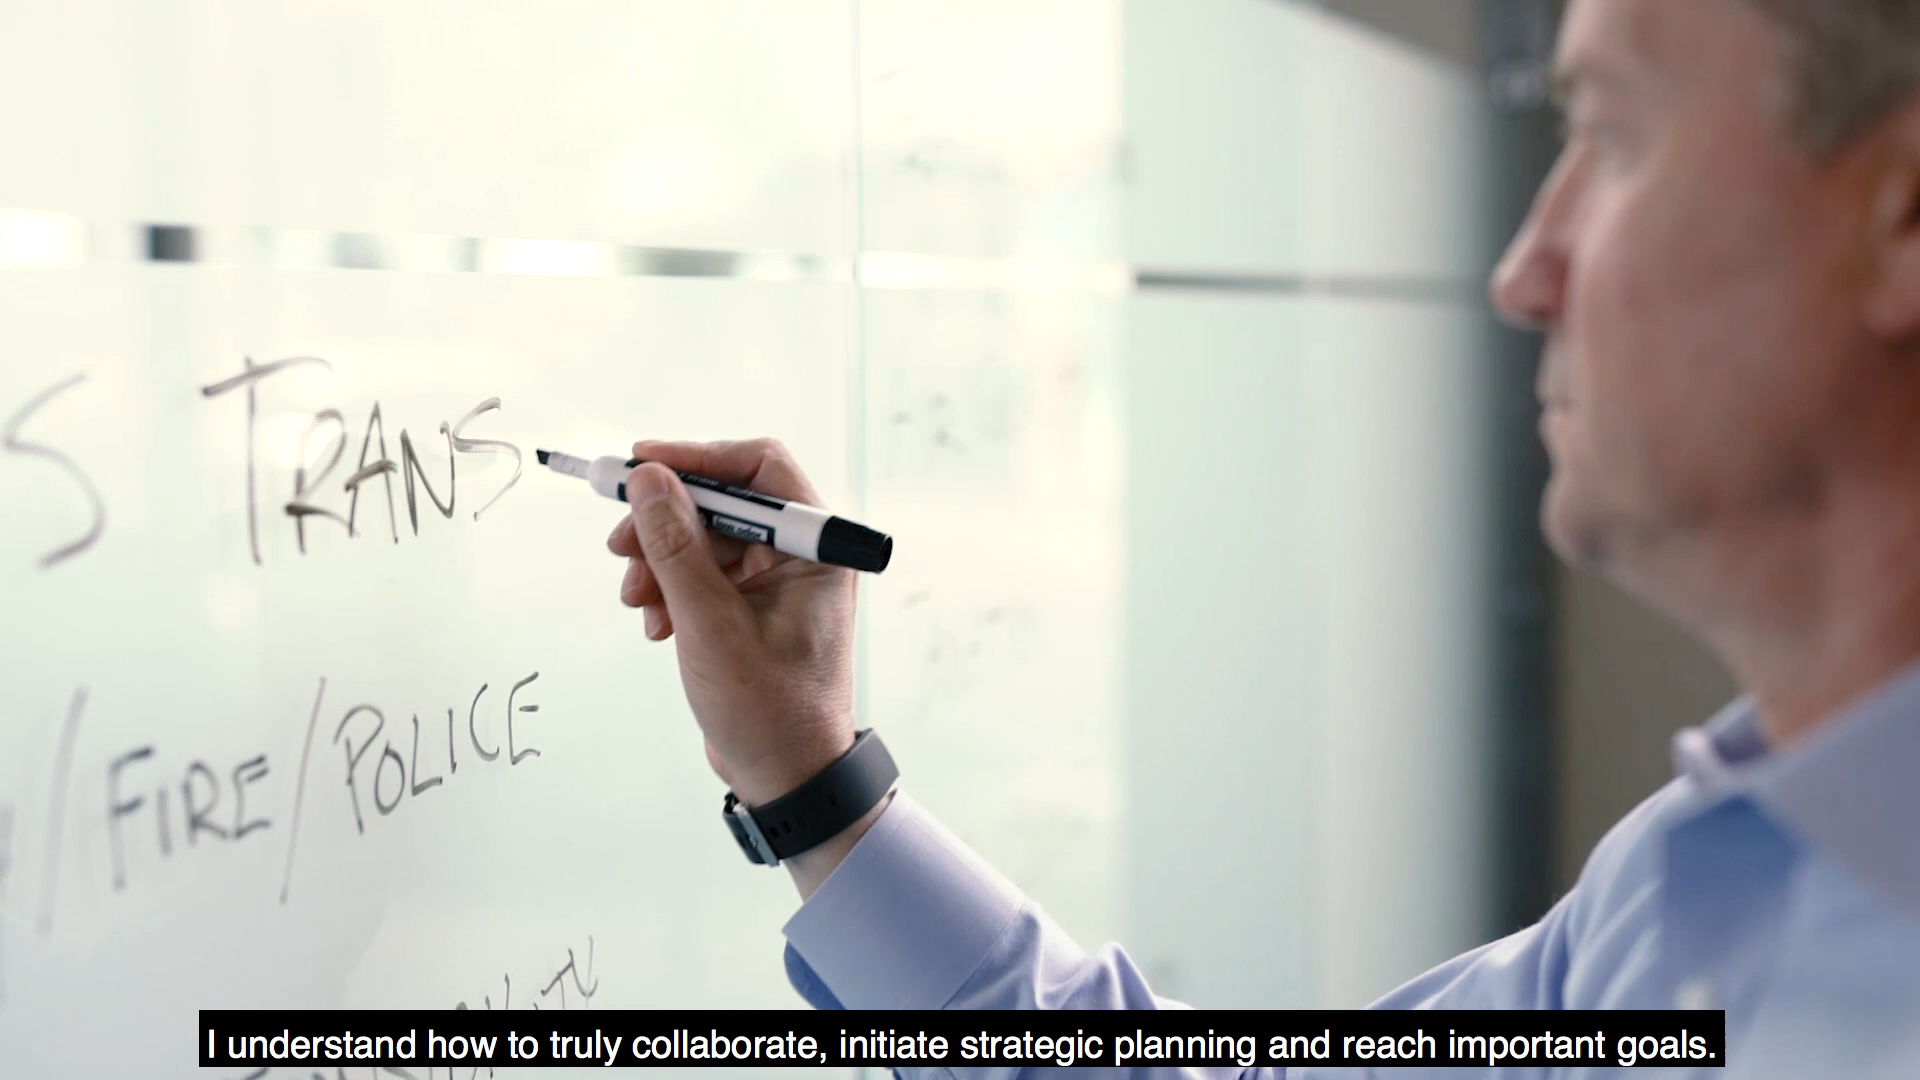 S TRANS
/FIRE/POLICE
I understand how to truly collaborate, initiate strategic planning and reach important goals.